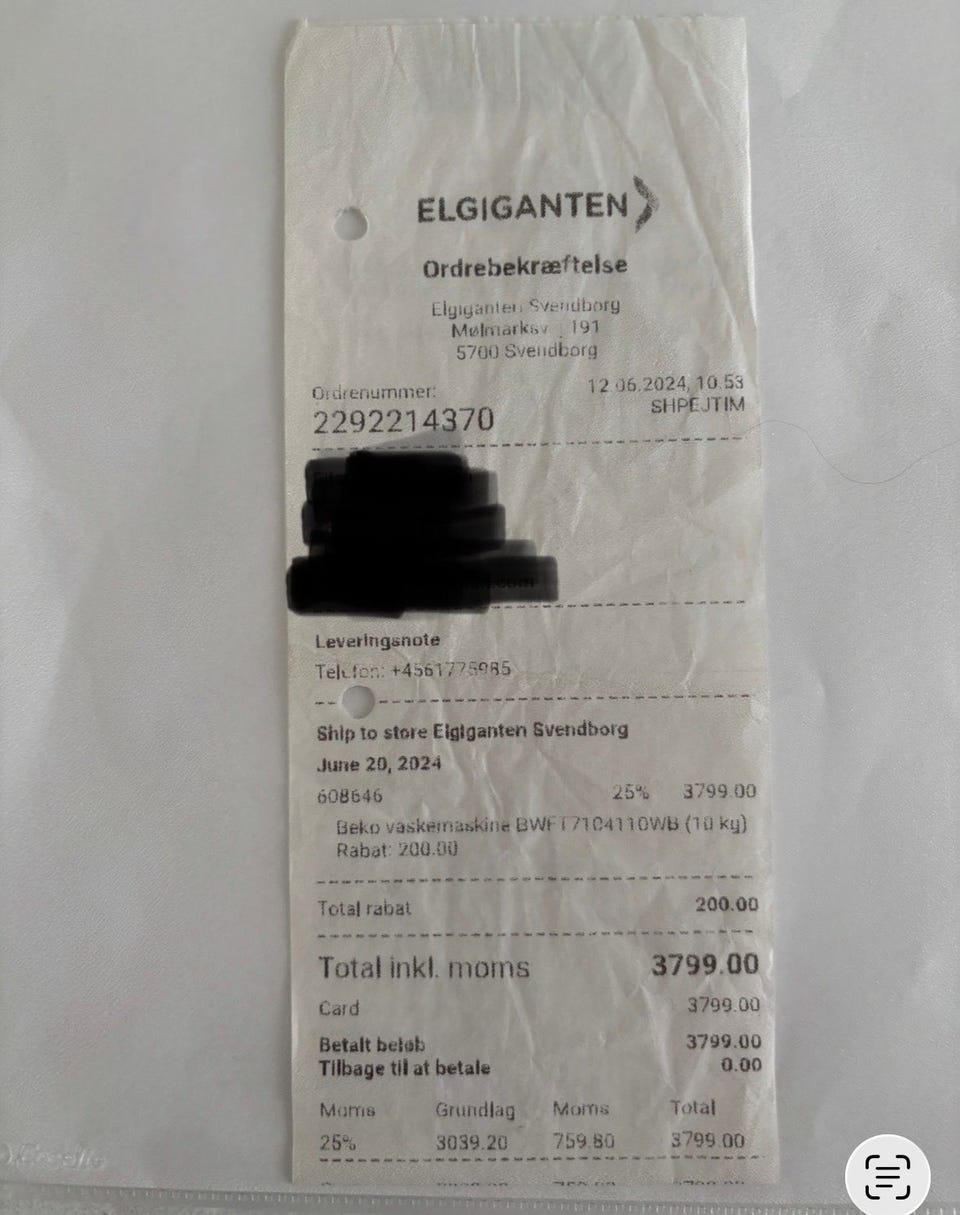 ELGIGANTEN
Ordrebekræftelse
Elgiganten Svendborg
Mølmarksv 191
5700 Svendborg
Ordrenummer: 12.06.2024, 10.53
2292214370 SHPEJTIM
.com
Leveringsnote
Telefon: +4561775985
Ship to store Elgiganten Svendborg
June 20, 2024
608646 25% 3799.00
Beko vaskemaskine BWFT7104110WB (10 kg)
Rabat: 200.00
Total rabat 200.00
Total inkl. moms 3799.00
Card 3799.00
Betalt beløb 3799.00
Tilbage til at betale 0.00
Moms Grundlag Moms Total
25% 3039.20 759.80 3799.00